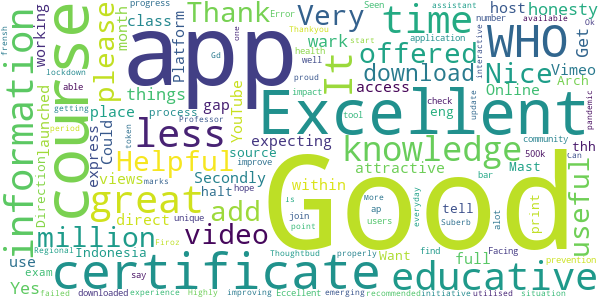 frensh
progress
Error
assistant
Seen
number
available
Ok
Very
time
Thank
class
month
Platform
host
honesty
lockdown
one
Gd
Thankyou
application
start
interactive
working
please
information
course
app
It
offered
wark
WHO
Get
able
things
YouTube
health
well
proud
download
Nice
Vimeo
getting
place
process
gap
impact
access
Online
Arch
pandemic
launched
express
Could
less
Professor
expecting
Excellent
check
update
Direction
period
source
tool
eng
community
500k
can
token
improve
knowledge
thh
Helpful
Secondly
attractive
Mast
views
marks
halt
hope
within
bar
useful
great
add
Good
More
ap
everyday
tell
print
direct
unique
is
join
users
Suberb
million
video
point
Want
alot
Regional
Indonesia
Firoz
Thoughtbud
properly
find
full
Facing
prevention
use
exam
say
certificate
educative
Yes
failed
downloaded
experience
Highly
improving
Eccellent
emerging
recommended
initiative
utilised
situation